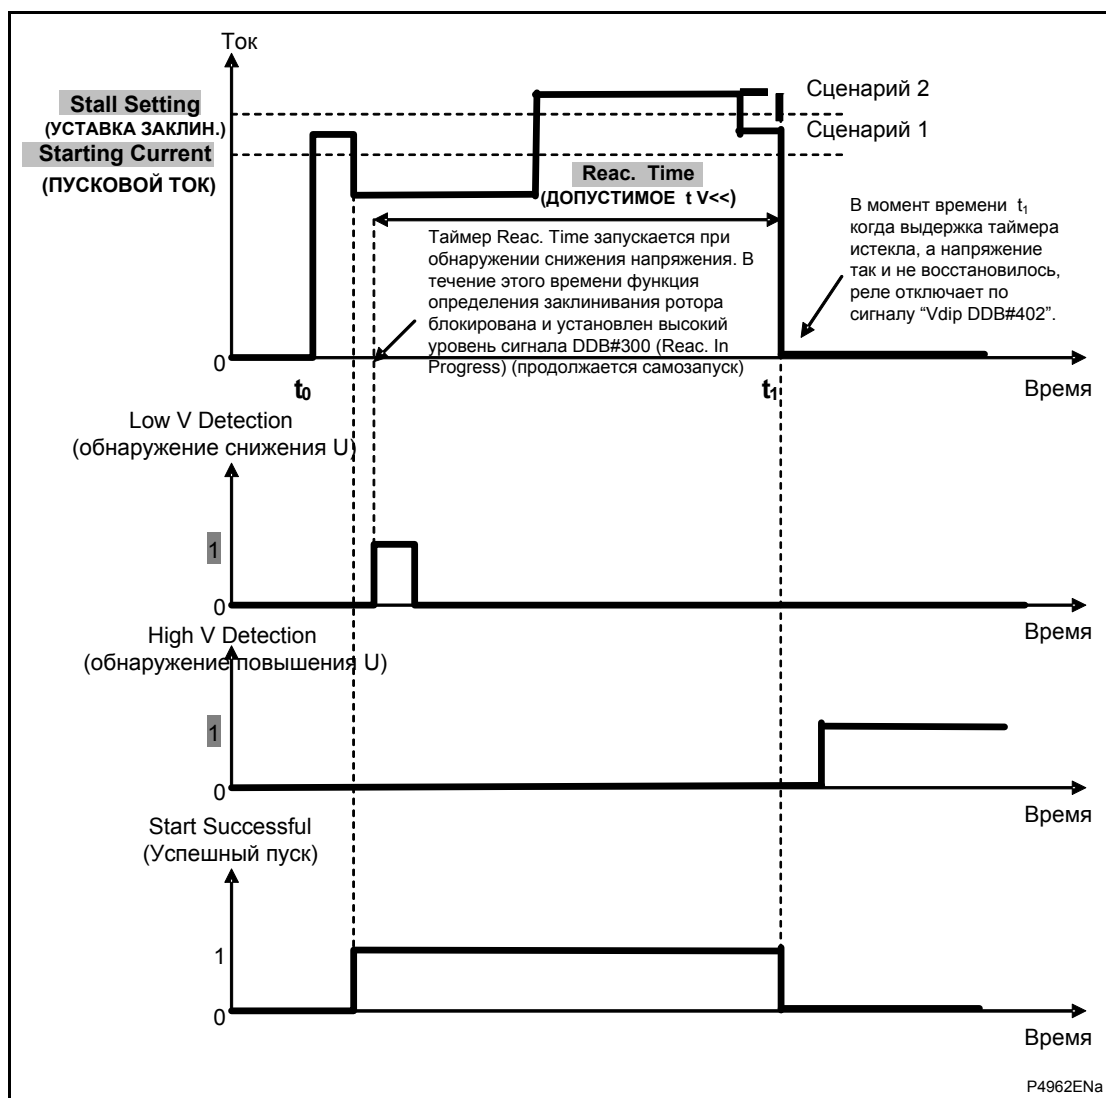 Ток
Stall Setting
(УСТАВКА ЗАКЛИН.)
Starting Current
(ПУСКОВОЙ ТОК)
Сценарий 2
Сценарий 1
Reac. Time
(ДОПУСТИМОЕ t V<<)
Таймер Reac. Time запускается при
обнаружении снижения напряжения. В
течение этого времени функция
определения заклинивания ротора
блокирована и установлен высокий
уровень сигнала DDB#300 (Reac. In
Progress) (продолжается самозапуск)
В момент времени t1
когда выдержка таймера
истекла, а напряжение
так и не восстановилось,
реле отключает по
сигналу “Vdip DDB#402”.
0
t0
t1
Время
Low V Detection
(обнаружение снижения U)
1
0
Время
High V Detection
(обнаружение повышения U)
1
0
Время
Start Successful
(Успешный пуск)
1
0
Время
P4962ENa